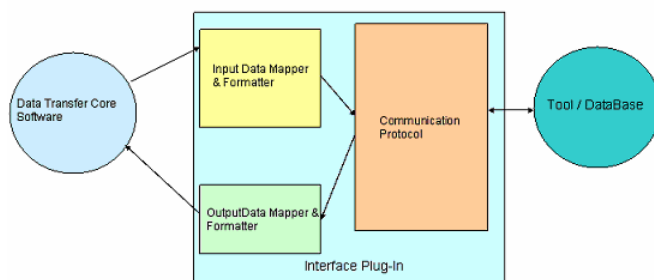 Data Transfer Core
Software
Input Data Mapper
& Formatter
Communication
Protocol
Tool / DataBase
OutputData Mapper &
Formatter
Interface Plug-In